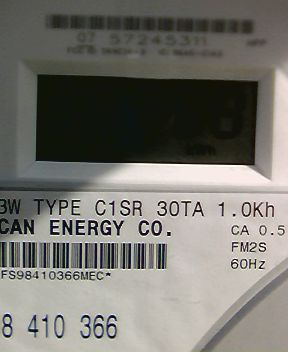 07 57245311
3W TYPE C1SR 30TA 1.0Kh
CAN ENERGY CO.
CA 0.5
FM2S
60Hz
FS98410366MEC*
8 410 366